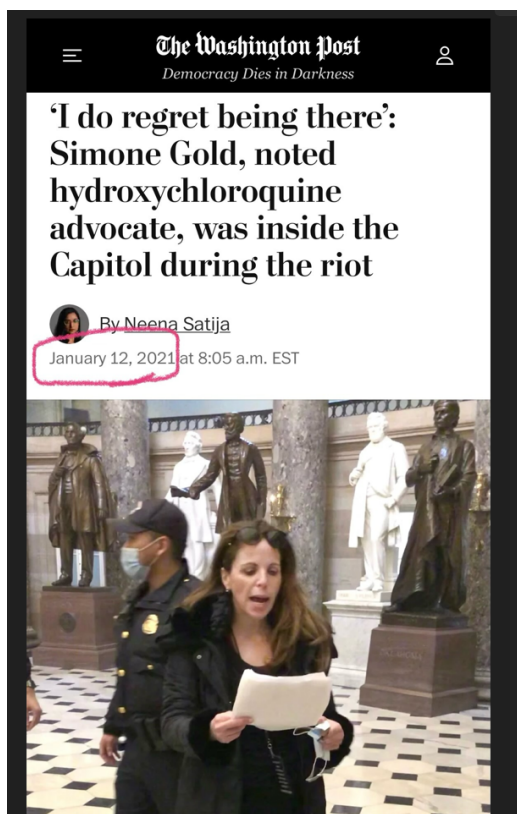 The Washington Post
Democracy Dies in Darkness
‘I do regret being there’:
Simone Gold, noted
hydroxychloroquine
advocate, was inside the
Capitol during the riot
By Neena Satija
January 12, 2021 at 8:05 a.m. EST